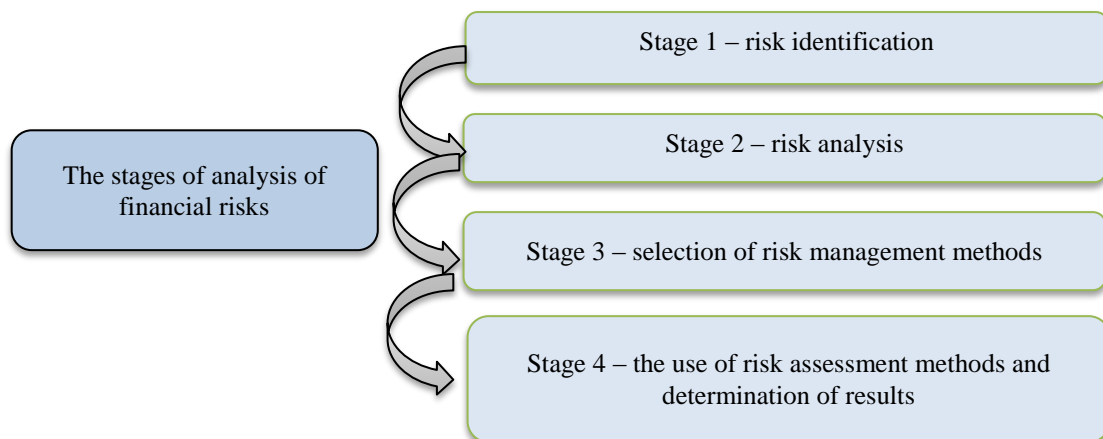 Stage 1 – risk identification
Stage 2 – risk analysis
The stages of analysis of
financial risks
Stage 3 – selection of risk management methods
Stage 4 – the use of risk assessment methods and
determination of results